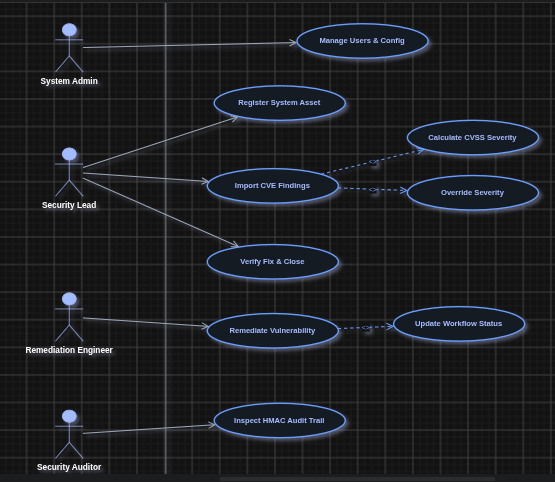 Manage Users & Config
System Admin
Register System Asset
Calculate CVSS Severity
Import CVE Findings
Override Severity
Security Lead
Verify Fix & Close
Remediate Vulnerability
Update Workflow Status
Remediation Engineer
Inspect HMAC Audit Trail
Security Auditor